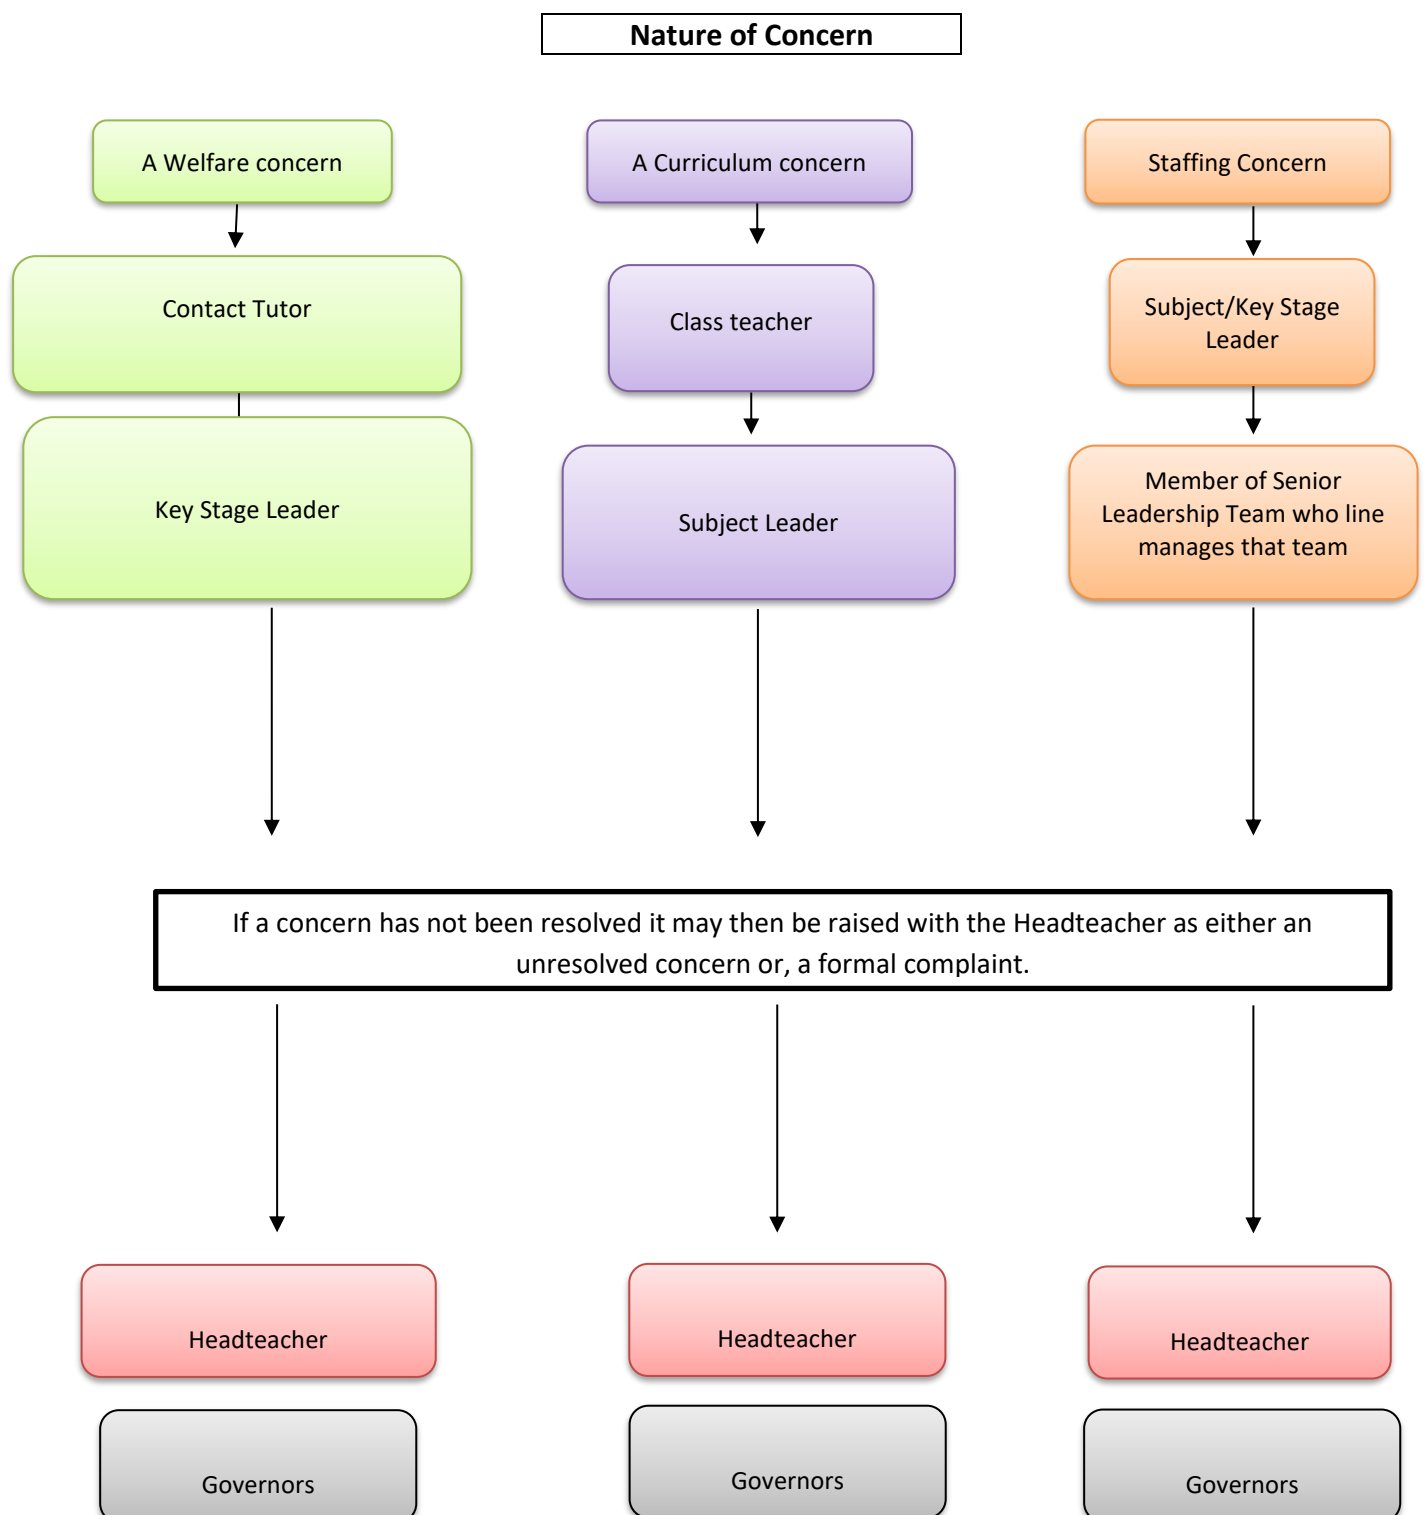 Nature of Concern
A Welfare concern
A Curriculum concern
Staffing Concern
Contact Tutor
Class teacher
Subject/Key Stage
Leader
Key Stage Leader
Subject Leader
Member of Senior
Leadership Team who line
manages that team
If a concern has not been resolved it may then be raised with the Headteacher as either an
unresolved concern or, a formal complaint.
Headteacher
Headteacher
Headteacher
Governors
Governors
Governors